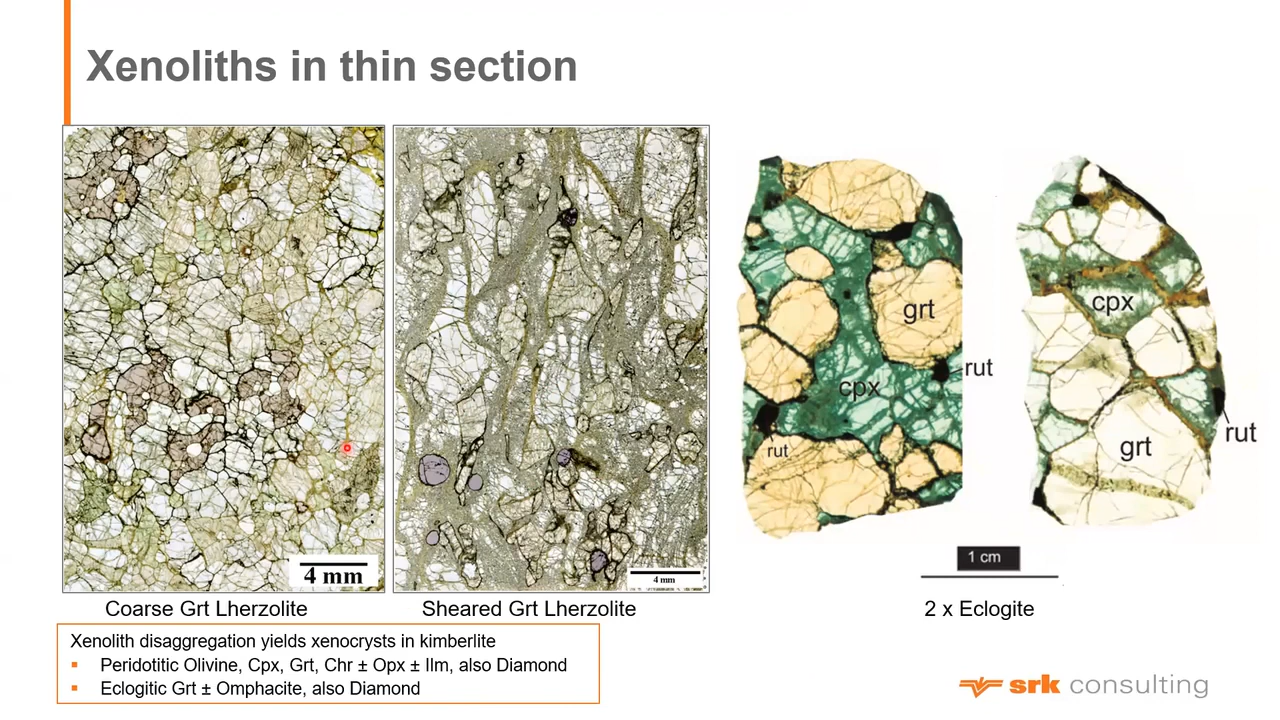 Xenoliths in thin section
grt
rut
cpx
rut
cpx
grt
rut
4 mm
4 mm
1 cm
Coarse Grt Lherzolite
Sheared Grt Lherzolite
2 x Eclogite
Xenolith disaggregation yields xenocrysts in kimberlite
▪ Peridotitic Olivine, Cpx, Grt, Chr ± Opx ± Ilm, also Diamond
▪ Eclogitic Grt ± Omphacite, also Diamond
srk consulting